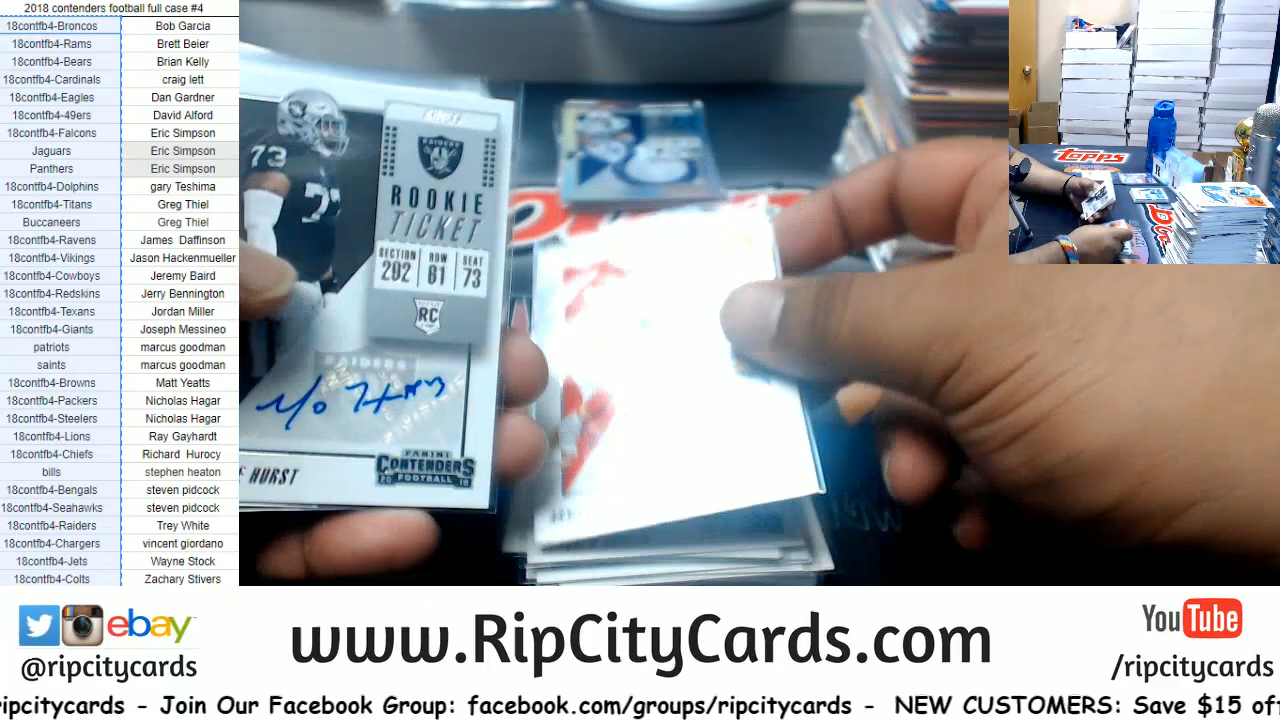 2018 contenders football full case #4
18contfb4-Broncos Bob Garcia
18contfb4-Rams Brett Beier
18contfb4-Bears Brian Kelly
18contfb4-Cardinals craig lett
18contfb4-Eagles Dan Gardner
18contfb4-49ers David Alford
18contfb4-Falcons Eric Simpson
Jaguars Eric Simpson
Panthers Eric Simpson
18contfb4-Dolphins gary Teshima
18contfb4-Titans Greg Thiel
Buccaneers Greg Thiel
18contfb4-Ravens James Daffinson
18contfb4-Vikings Jason Hackenmueller
18contfb4-Cowboys Jeremy Baird
18contfb4-Redskins Jerry Bennington
18contfb4-Texans Jordan Miller
18contfb4-Giants Joseph Messineo
patriots marcus goodman
saints marcus goodman
18contfb4-Browns Matt Yeatts
18contfb4-Packers Nicholas Hagar
18contfb4-Steelers Nicholas Hagar
18contfb4-Lions Ray Gayhardt
18contfb4-Chiefs Richard Hurocy
bills stephen heaton
18contfb4-Bengals steven pidcock
18contfb4-Seahawks steven pidcock
18contfb4-Raiders Trey White
18contfb4-Chargers vincent giordano
18contfb4-Jets Wayne Stock
18contfb4-Colts Zachary Stivers
73
RAIDERS
ROOKIE
TICKET
SECTION ROW SEAT
202 61 73
RC
RAIDERS
HURST
PANINI
CONTENDERS
FOOTBALL
topps
ebay
@ripcitycards
www.RipCityCards.com
YouTube
/ripcitycards
ripcitycards - Join Our Facebook Group: facebook.com/groups/ripcitycards - NEW CUSTOMERS: Save $15 off